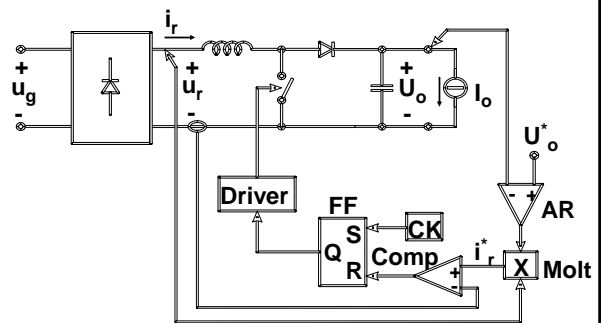 i_r
+
u_g
-
+
u_r
-
+
U_o
-
I_o
U*_o
- +
AR
Driver
FF
S
Q
R
CK
Comp
+
-
i*_r
X
Molt